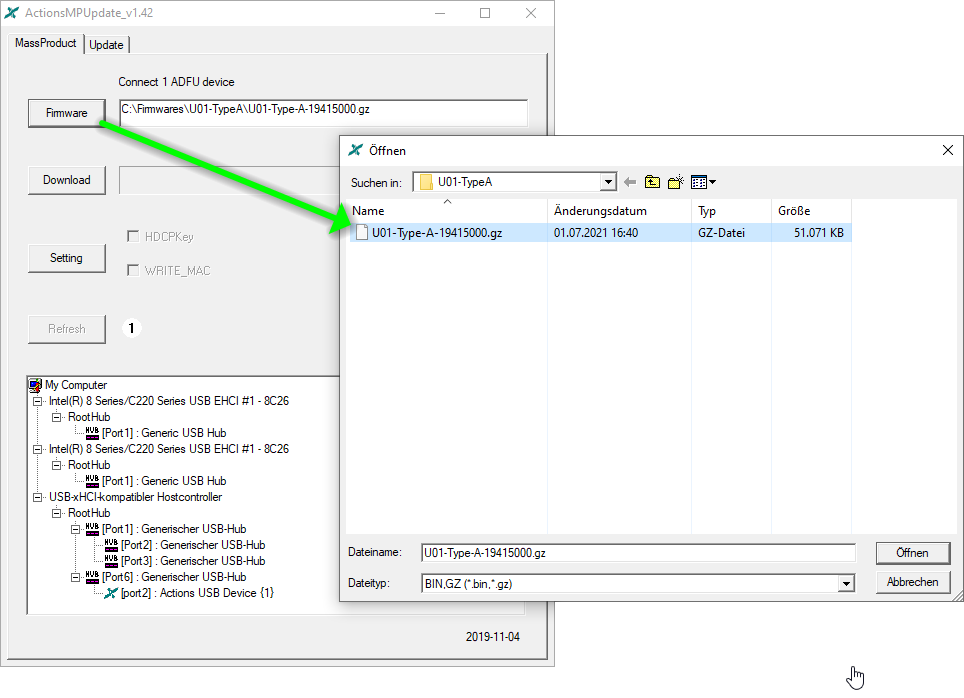 ActionsMPUpdate_v1.42
MassProduct
Update
Connect 1 ADFU device
Firmware
C:\Firmwares\U01-TypeA\U01-Type-A-19415000.gz
Download
HDCPKey
Setting
WRITE_MAC
Refresh
1
My Computer
Intel(R) 8 Series/C220 Series USB EHCI #1 - 8C26
RootHub
HUB [Port1] : Generic USB Hub
Intel(R) 8 Series/C220 Series USB EHCI #1 - 8C26
RootHub
HUB [Port1] : Generic USB Hub
USB-xHCI-kompatibler Hostcontroller
RootHub
HUB [Port1] : Generischer USB-Hub
HUB [Port2] : Generischer USB-Hub
HUB [Port3] : Generischer USB-Hub
HUB [Port6] : Generischer USB-Hub
[port2] : Actions USB Device {1}
2019-11-04
Öffnen
Suchen in: U01-TypeA
Name Änderungsdatum Typ Größe
U01-Type-A-19415000.gz 01.07.2021 16:40 GZ-Datei 51.071 KB
Dateiname: U01-Type-A-19415000.gz Öffnen
Dateityp: BIN,GZ (*.bin,*.gz) Abbrechen